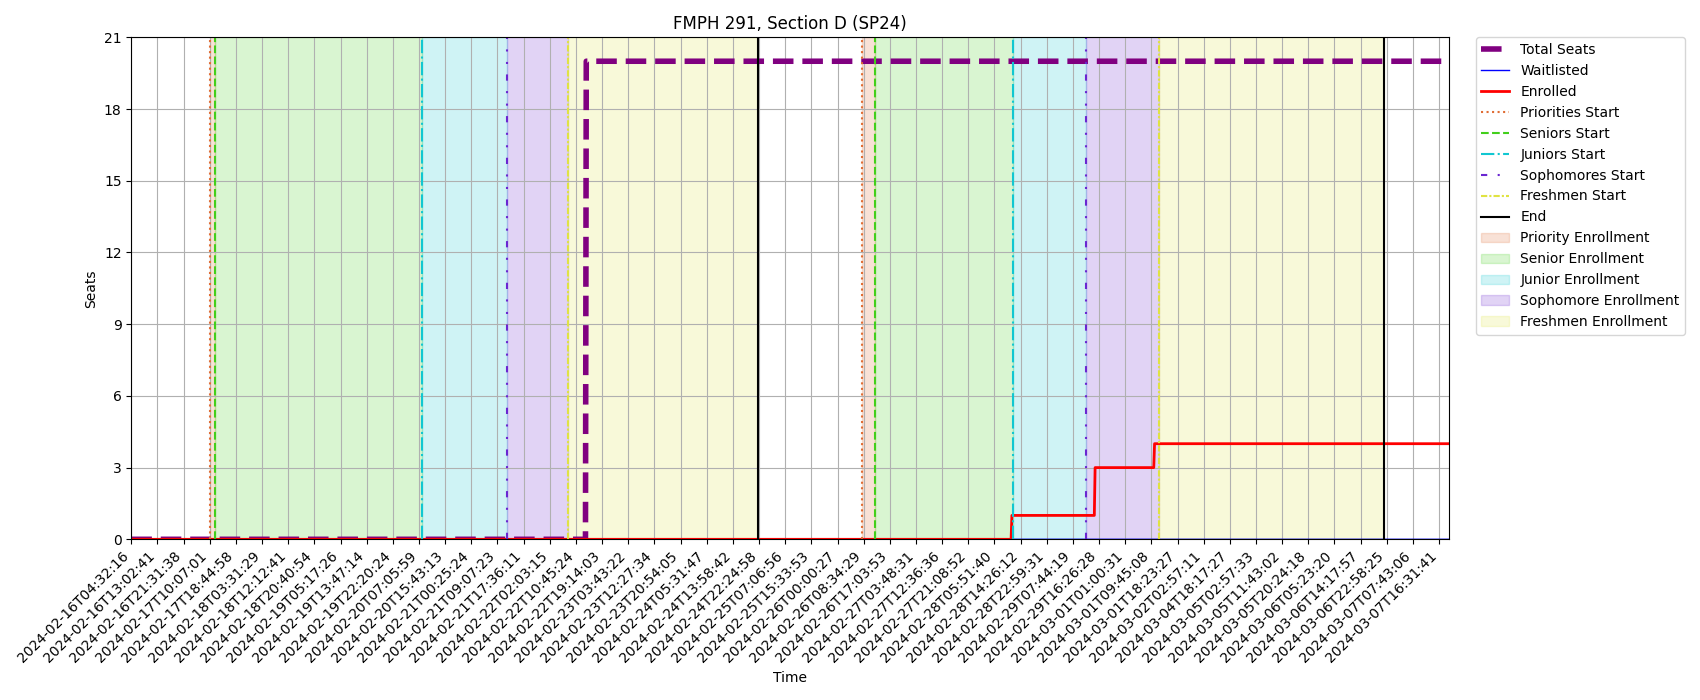 FMPH 291, Section D (SP24)
21
18
15
12
9
6
3
0
Seats
2024-02-16T04:32:16
2024-02-16T13:02:41
2024-02-16T21:31:38
2024-02-17T10:07:01
2024-02-17T18:44:58
2024-02-18T03:31:29
2024-02-18T12:12:41
2024-02-18T20:40:54
2024-02-19T05:17:26
2024-02-19T13:47:14
2024-02-19T22:20:24
2024-02-20T07:05:59
2024-02-20T15:43:13
2024-02-21T00:25:24
2024-02-21T09:07:23
2024-02-21T17:36:11
2024-02-22T02:03:15
2024-02-22T10:45:24
2024-02-22T19:14:03
2024-02-23T03:43:22
2024-02-23T12:27:34
2024-02-23T20:54:05
2024-02-24T05:31:47
2024-02-24T13:58:42
2024-02-24T22:24:58
2024-02-25T07:06:56
2024-02-25T15:33:53
2024-02-26T00:00:27
2024-02-26T08:34:29
2024-02-26T17:03:53
2024-02-27T03:48:31
2024-02-27T12:36:36
2024-02-27T21:08:52
2024-02-28T05:51:40
2024-02-28T14:26:12
2024-02-28T22:59:31
2024-02-29T07:44:19
2024-02-29T16:26:28
2024-03-01T01:00:31
2024-03-01T09:45:08
2024-03-01T18:23:27
2024-03-02T02:57:11
2024-03-04T18:17:27
2024-03-05T02:57:33
2024-03-05T11:43:02
2024-03-05T20:24:18
2024-03-06T05:23:20
2024-03-06T14:17:57
2024-03-06T22:58:25
2024-03-07T07:43:06
2024-03-07T16:31:41
Time
Total Seats
Waitlisted
Enrolled
Priorities Start
Seniors Start
Juniors Start
Sophomores Start
Freshmen Start
End
Priority Enrollment
Senior Enrollment
Junior Enrollment
Sophomore Enrollment
Freshmen Enrollment